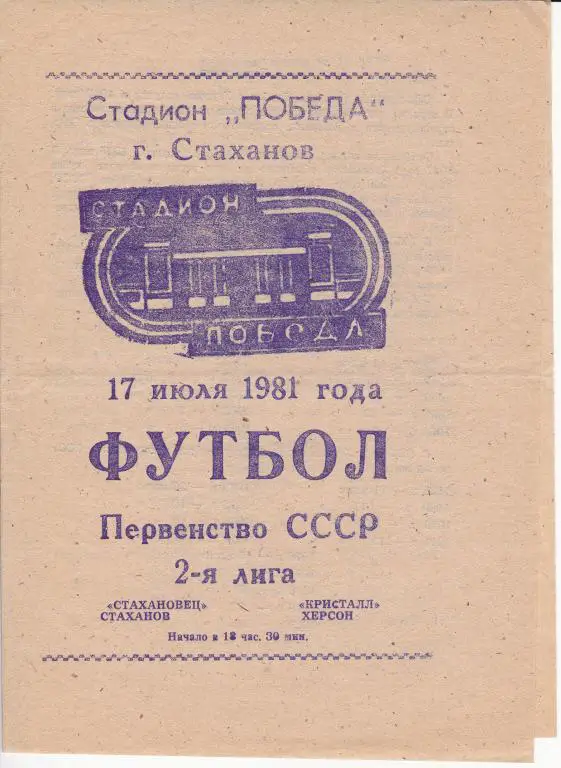 Стадион „ПОБЕДА“
г. Стаханов
СТАДИОН
ПОБЕДА
17 июля 1981 года
ФУТБОЛ
Первенство СССР
2-я лига
«СТАХАНОВЕЦ» «КРИСТАЛЛ»
СТАХАНОВ ХЕРСОН
Начало в 18 час. 30 мин.